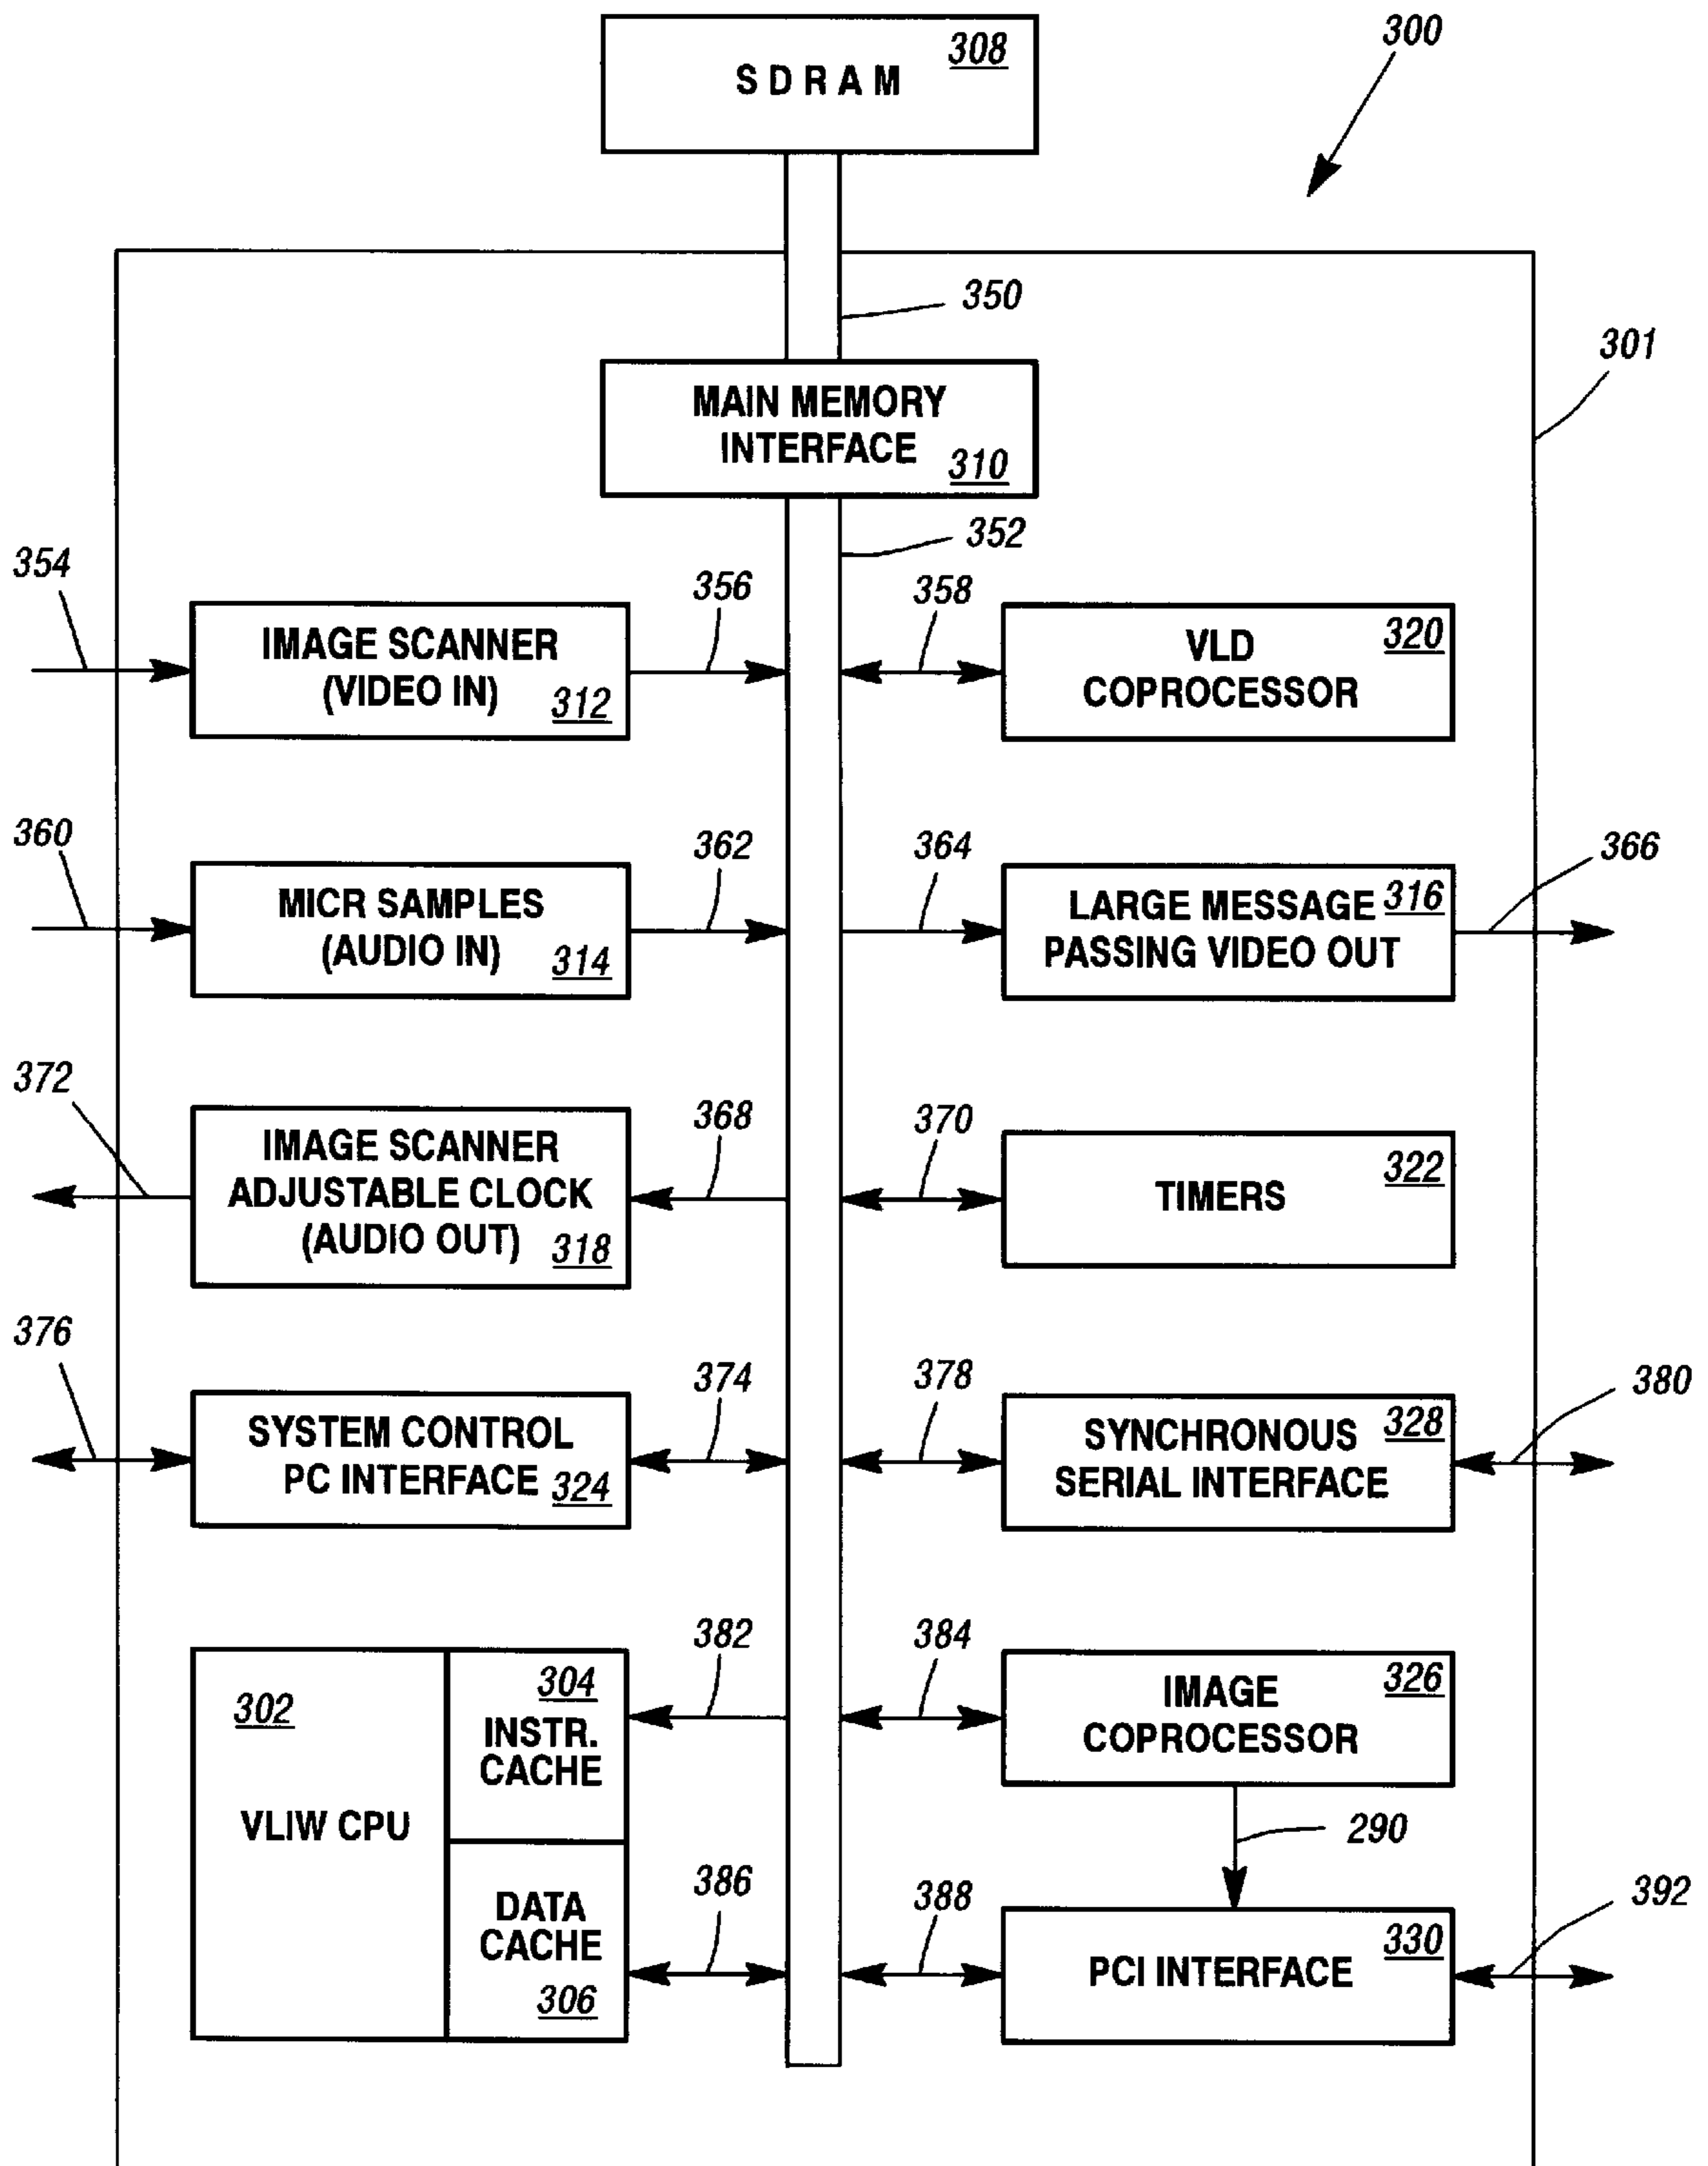 308
S D R A M
300
350
301
MAIN MEMORY
INTERFACE
310
352
354
356
358
IMAGE SCANNER
(VIDEO IN)
312
320
VLD
COPROCESSOR
360
362
364
366
MICR SAMPLES
(AUDIO IN)
314
316
LARGE MESSAGE
PASSING VIDEO OUT
372
368
370
IMAGE SCANNER
ADJUSTABLE CLOCK
(AUDIO OUT)
318
322
TIMERS
376
374
378
380
SYSTEM CONTROL
PC INTERFACE
324
328
SYNCHRONOUS
SERIAL INTERFACE
382
384
302
VLIW CPU
304
INSTR.
CACHE
326
IMAGE
COPROCESSOR
290
386
388
392
DATA
CACHE
306
330
PCI INTERFACE